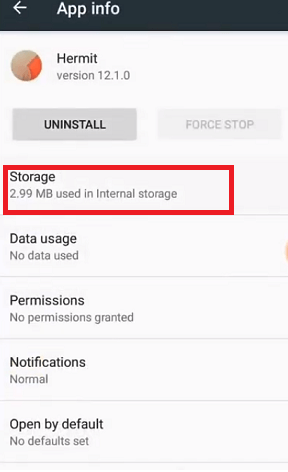 App info
Hermit
version 12.1.0
UNINSTALL
FORCE STOP
Storage
2.99 MB used in Internal storage
Data usage
No data used
Permissions
No permissions granted
Notifications
Normal
Open by default
No defaults set